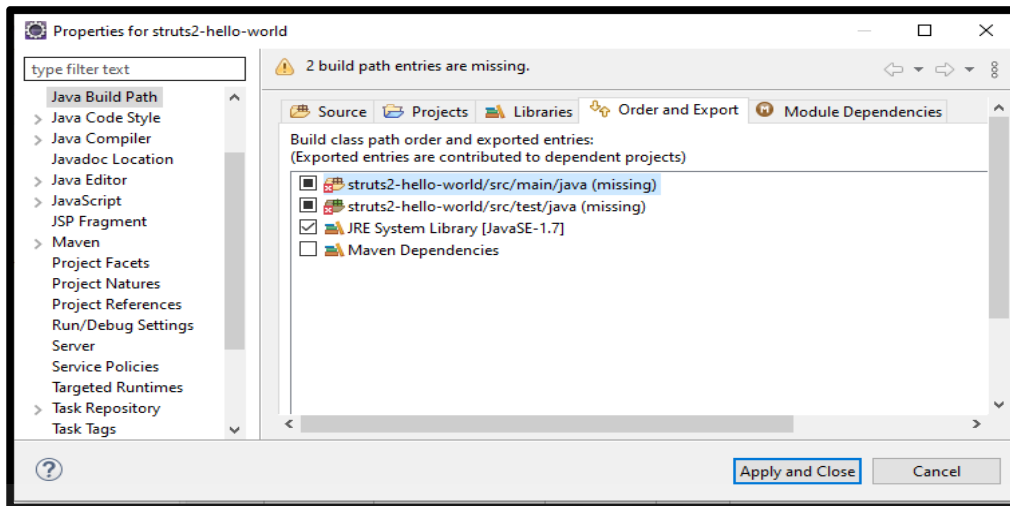 Properties for struts2-hello-world
type filter text
Java Build Path
Java Code Style
Java Compiler
Javadoc Location
Java Editor
JavaScript
JSP Fragment
Maven
Project Facets
Project Natures
Project References
Run/Debug Settings
Server
Service Policies
Targeted Runtimes
Task Repository
Task Tags
2 build path entries are missing.
Source Projects Libraries Order and Export Module Dependencies
Build class path order and exported entries:
(Exported entries are contributed to dependent projects)
struts2-hello-world/src/main/java (missing)
struts2-hello-world/src/test/java (missing)
JRE System Library [JavaSE-1.7]
Maven Dependencies
Apply and Close Cancel